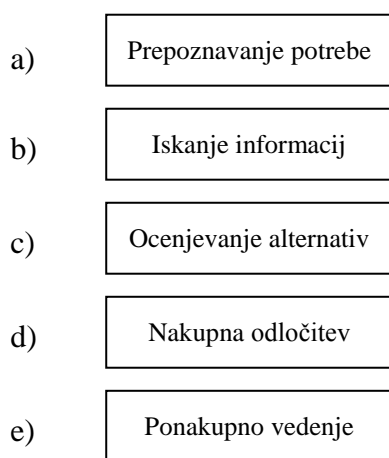 a) Prepoznavanje potrebe
b) Iskanje informacij
c) Ocenjevanje alternativ
d) Nakupna odločitev
e) Ponakupno vedenje